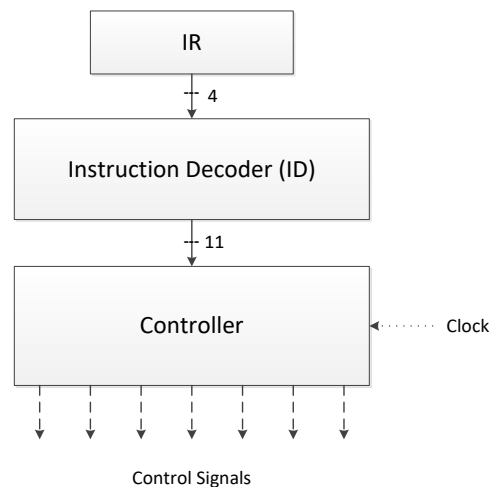 IR
4
Instruction Decoder (ID)
11
Controller
Clock
Control Signals